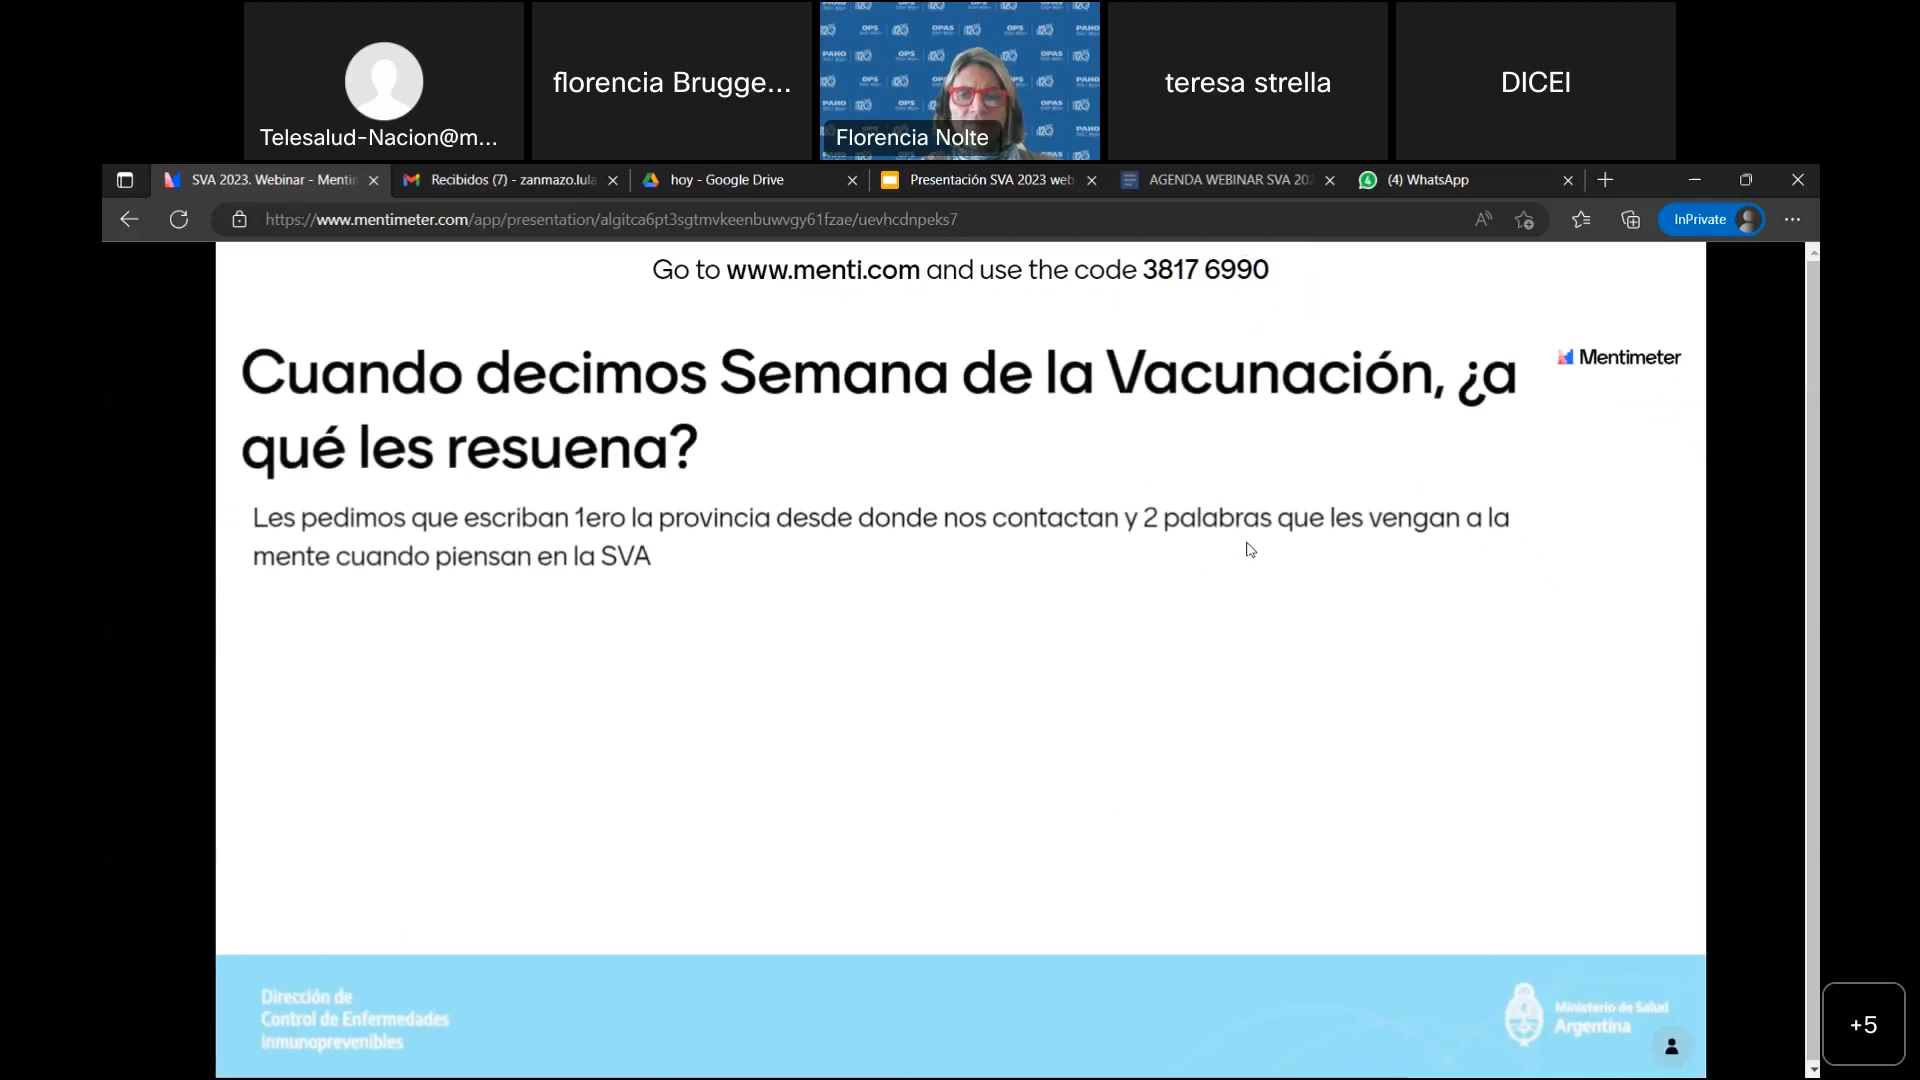 Telesalud-Nacion@m...
florencia Brugge...
Florencia Nolte
teresa strella
DICEI
SVA 2023. Webinar - Mentin
Recibidos (7) - zanmazo.lula
hoy - Google Drive
Presentación SVA 2023 web
AGENDA WEBINAR SVA 202
(4) WhatsApp
https://www.mentimeter.com/app/presentation/algitca6pt3sgtmvkeenbuwvgy61fzae/uevhcdnpeks7
InPrivate
Go to www.menti.com and use the code 3817 6990
Cuando decimos Semana de la Vacunación, ¿a
qué les resuena?
Mentimeter
Les pedimos que escriban 1ero la provincia desde donde nos contactan y 2 palabras que les vengan a la
mente cuando piensan en la SVA
Dirección de
Control de Enfermedades
Inmunoprevenibles
Ministerio de Salud
Argentina
+5